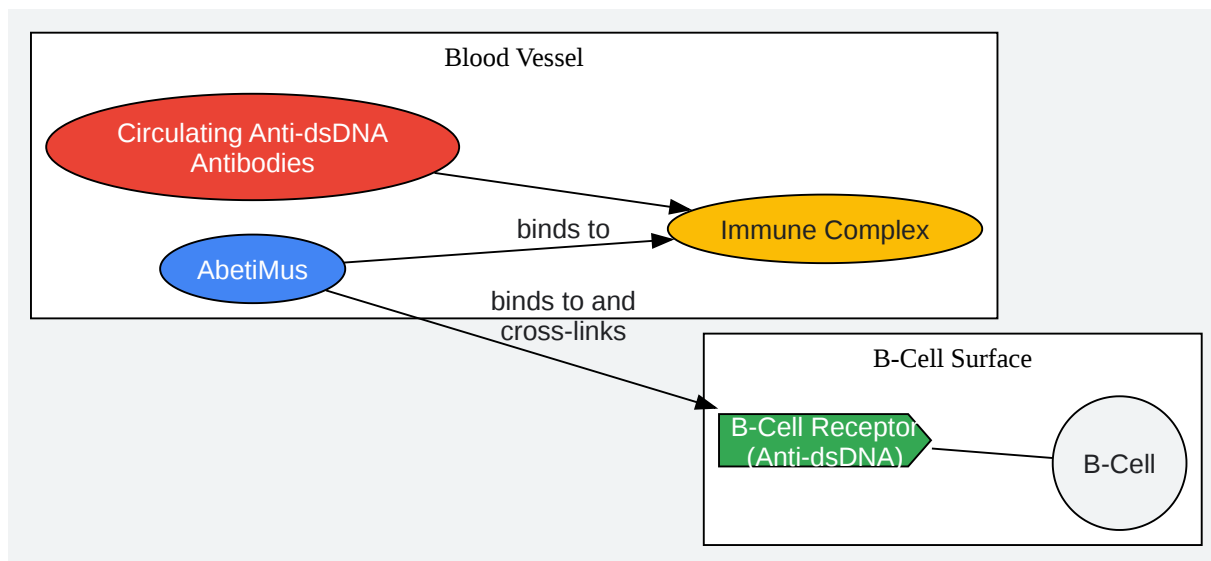 Blood Vessel
Circulating Anti-dsDNA
Antibodies
binds to
Immune Complex
AbetiMus
binds to and
cross-links
B-Cell Surface
B-Cell Receptor
(Anti-dsDNA)
B-Cell